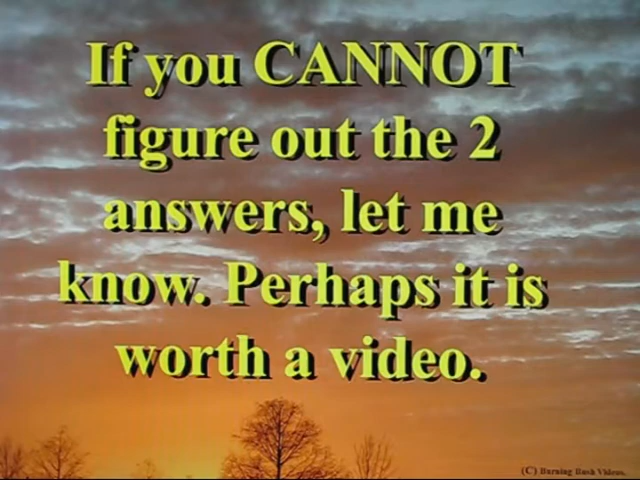 If you CANNOT
figure out the 2
answers, let me
know. Perhaps it is
worth a video.
(C) Burning Bush Videos.